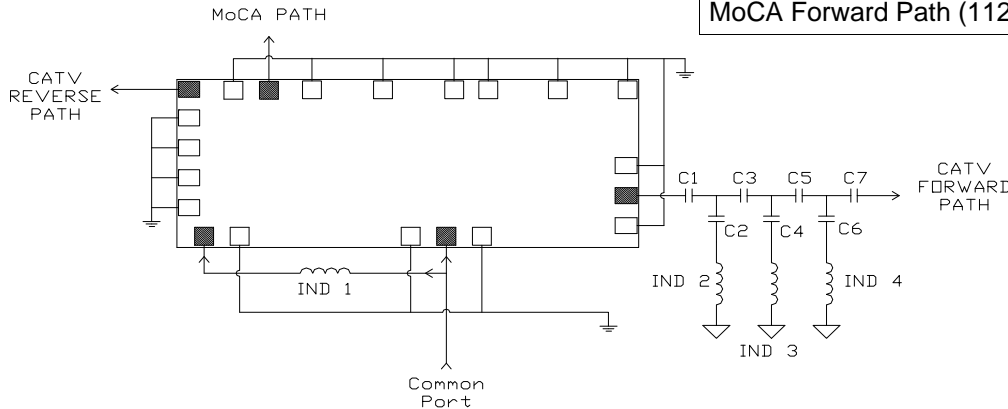 MoCA PATH
MoCA Forward Path (112
CATV
REVERSE
PATH
C1
C3
C5
C7
CATV
FORWARD
PATH
C2
C4
C6
IND 1
IND 2
IND 4
IND 3
Common
Port